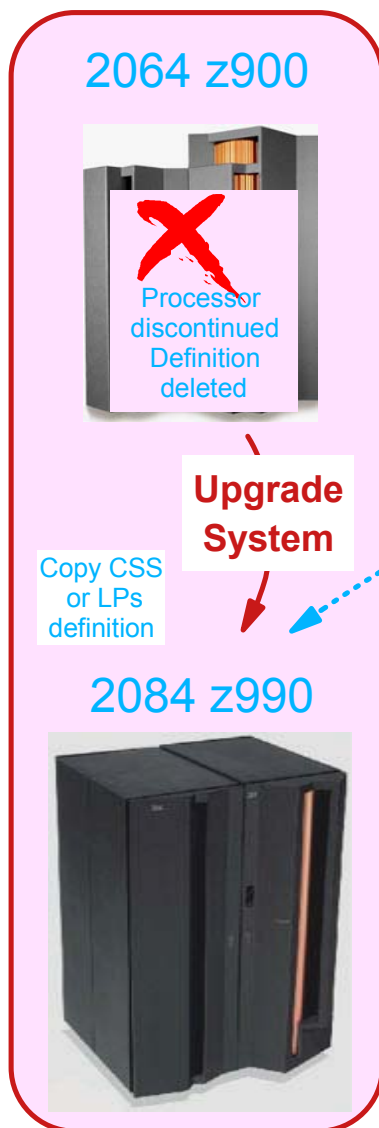 2064 z900
Processor
discontinued
Definition
deleted
Upgrade
System
Copy CSS
or LPs
definition
2084 z990